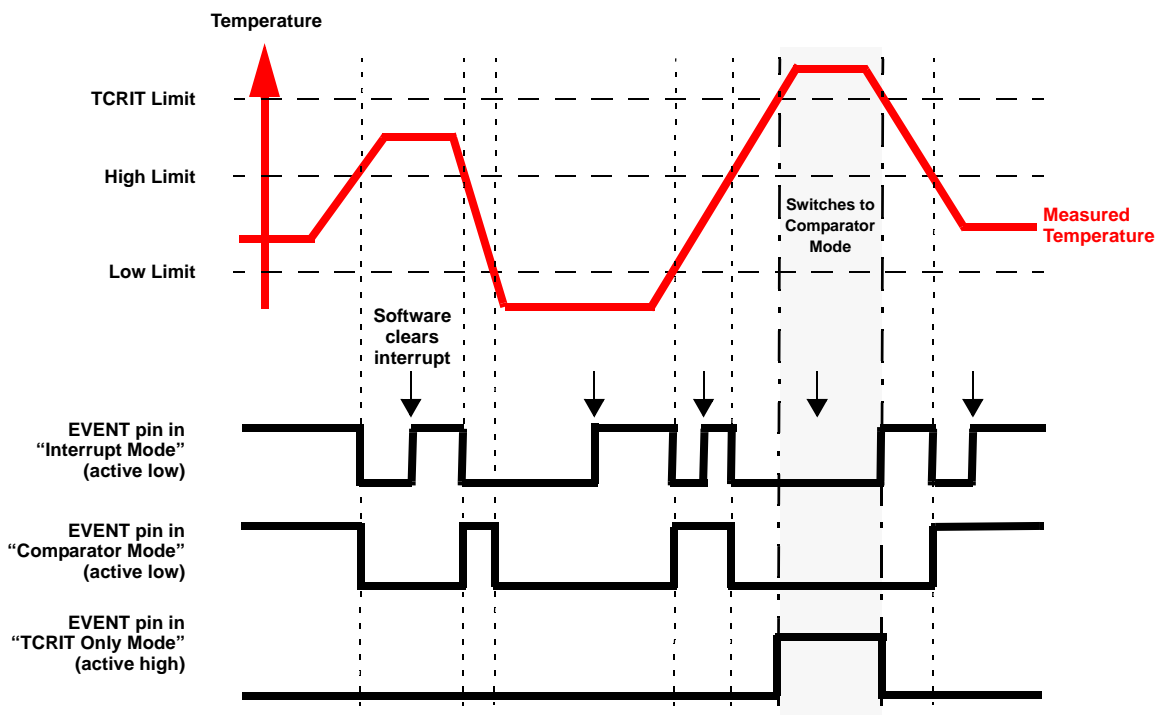 Temperature
TCRIT Limit
High Limit
Low Limit
Switches to
Comparator
Mode
Measured
Temperature
Software
clears
interrupt
EVENT pin in
“Interrupt Mode”
(active low)
EVENT pin in
“Comparator Mode”
(active low)
EVENT pin in
“TCRIT Only Mode”
(active high)